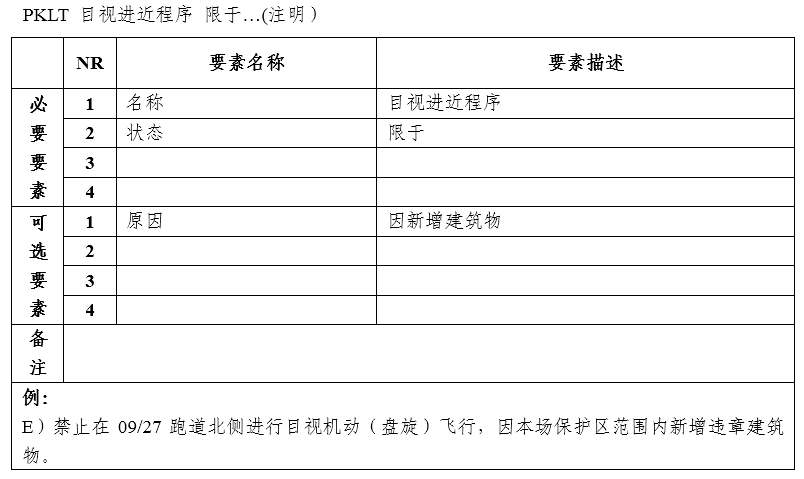 PKLT 目视进近程序 限于…(注明）
NR 要素名称 要素描述
必要要素
1 名称 目视进近程序
2 状态 限于
3
4
可选要素
1 原因 因新增建筑物
2
3
4
备注
例：
E）禁止在 09/27 跑道北侧进行目视机动（盘旋）飞行，因本场保护区范围内新增违章建筑
物。